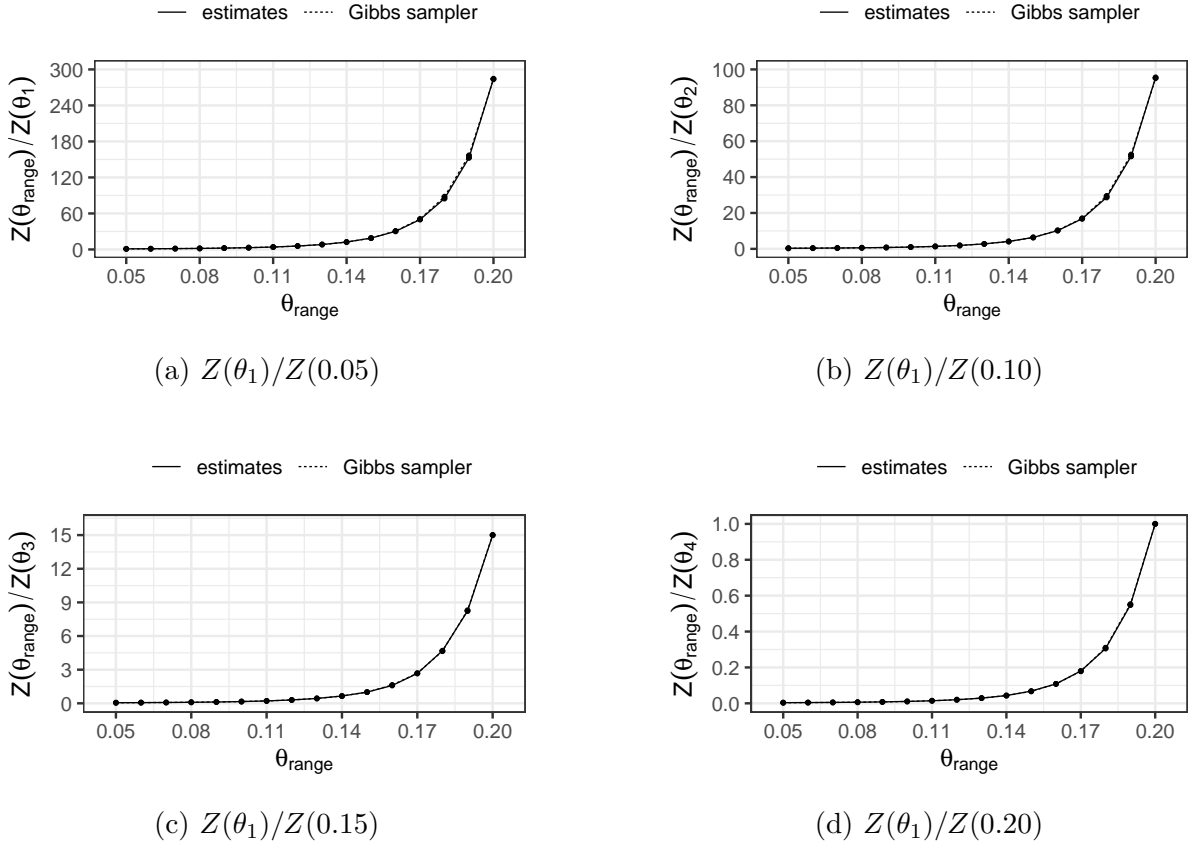 estimates Gibbs sampler
Z(θrange)/Z(θ1)
300
240
180
120
60
0
0.05 0.08 0.11 0.14 0.17 0.20
θrange
(a) Z(θ1)/Z(0.05)
estimates Gibbs sampler
Z(θrange)/Z(θ2)
100
80
60
40
20
0
0.05 0.08 0.11 0.14 0.17 0.20
θrange
(b) Z(θ1)/Z(0.10)
estimates Gibbs sampler
Z(θrange)/Z(θ3)
15
12
9
6
3
0
0.05 0.08 0.11 0.14 0.17 0.20
θrange
(c) Z(θ1)/Z(0.15)
estimates Gibbs sampler
Z(θrange)/Z(θ4)
1.0
0.8
0.6
0.4
0.2
0.0
0.05 0.08 0.11 0.14 0.17 0.20
θrange
(d) Z(θ1)/Z(0.20)